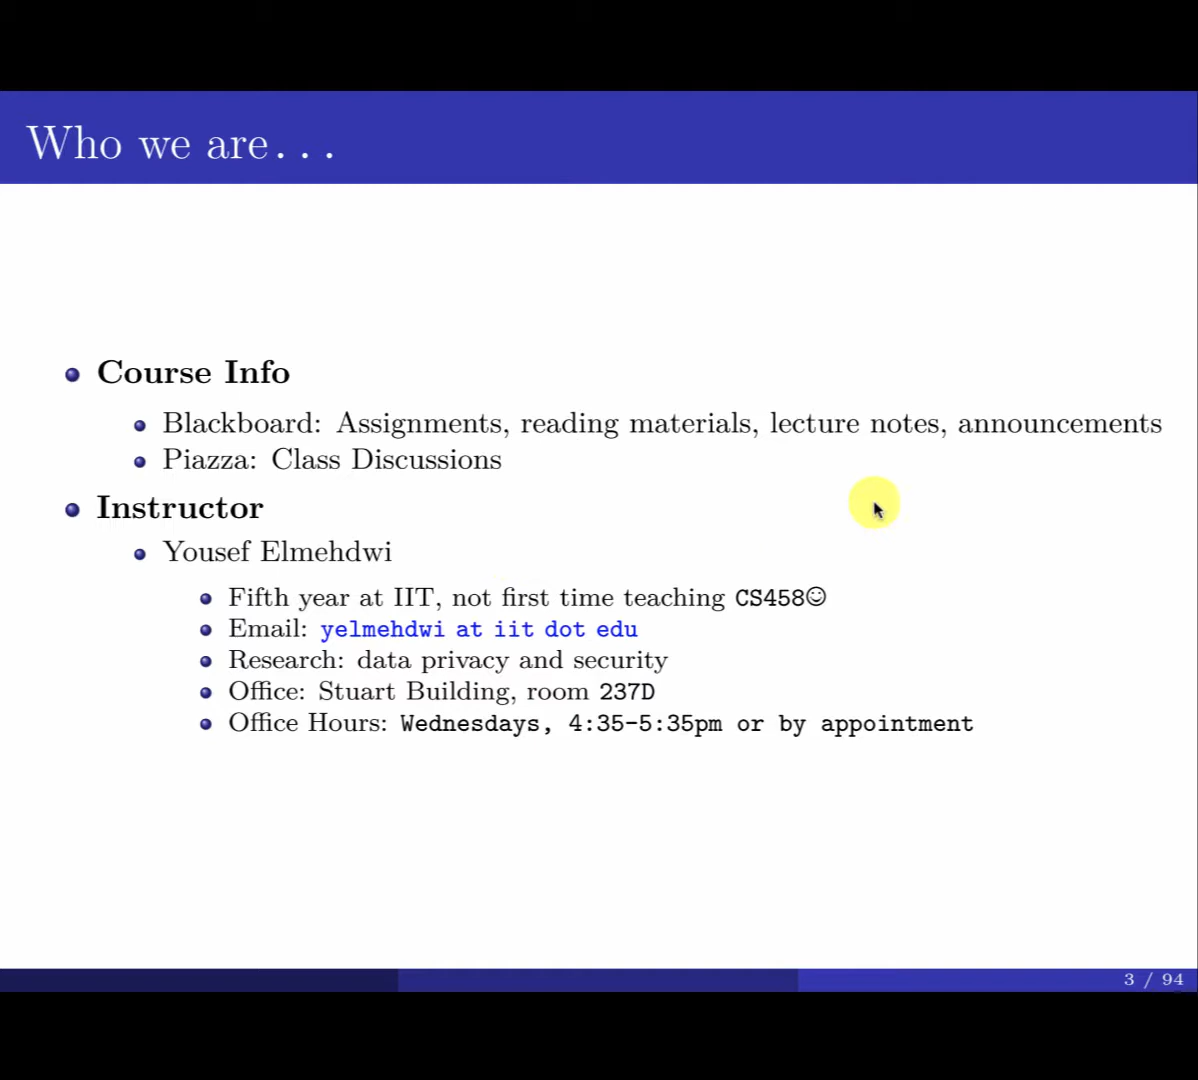 Who we are...
Course Info
Blackboard: Assignments, reading materials, lecture notes, announcements
Piazza: Class Discussions
Instructor
Yousef Elmehdwi
Fifth year at IIT, not first time teaching CS458☺
Email: yelmehdwi at iit dot edu
Research: data privacy and security
Office: Stuart Building, room 237D
Office Hours: Wednesdays, 4:35-5:35pm or by appointment
3 / 94